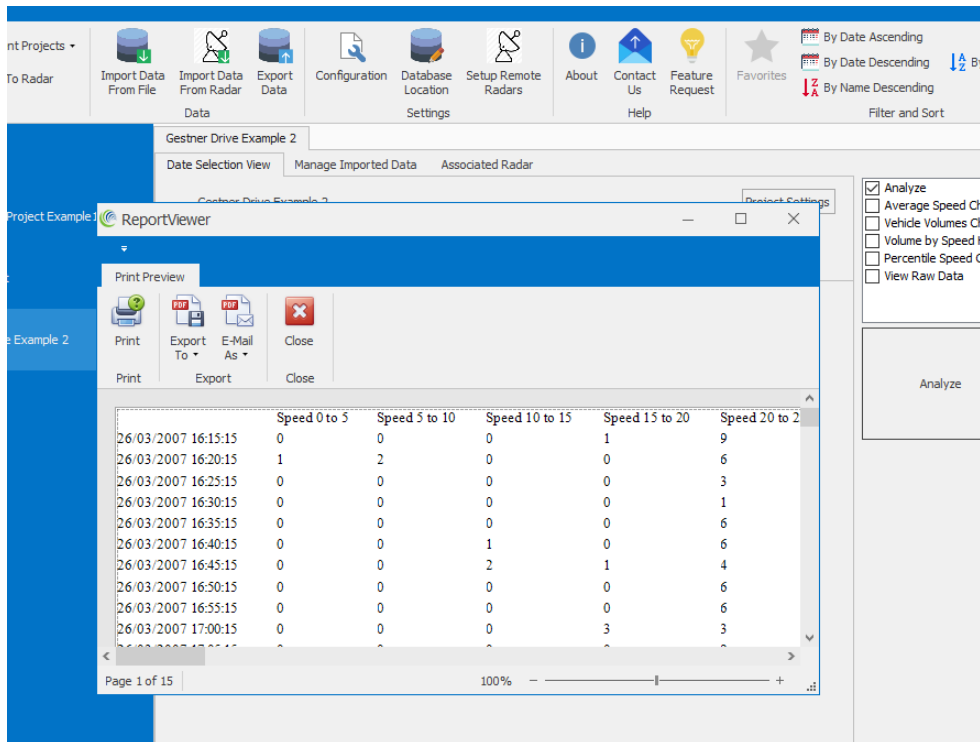 nt Projects
To Radar
Import Data From File
Import Data From Radar
Export Data
Data
Configuration
Database Location
Setup Remote Radars
Settings
About
Contact Us
Feature Request
Help
Favorites
By Date Ascending
By Date Descending
By Name Descending
Filter and Sort
Gestner Drive Example 2
Date Selection View Manage Imported Data Associated Radar
Gestner Drive Example 2
Project Settings
Project Example1
Example 2
Analyze
Average Speed Ch
Vehicle Volumes Ch
Volume by Speed
Percentile Speed
View Raw Data
Analyze
ReportViewer
Print Preview
Print
Export To
E-Mail As
Close
Print Export Close
Speed 0 to 5 Speed 5 to 10 Speed 10 to 15 Speed 15 to 20 Speed 20 to 2
26/03/2007 16:15:15 0 0 0 1 9
26/03/2007 16:20:15 1 2 0 0 6
26/03/2007 16:25:15 0 0 0 0 3
26/03/2007 16:30:15 0 0 0 0 1
26/03/2007 16:35:15 0 0 0 0 6
26/03/2007 16:40:15 0 0 1 0 6
26/03/2007 16:45:15 0 0 2 1 4
26/03/2007 16:50:15 0 0 0 0 6
26/03/2007 16:55:15 0 0 0 0 6
26/03/2007 17:00:15 0 0 0 3 3
Page 1 of 15
100%